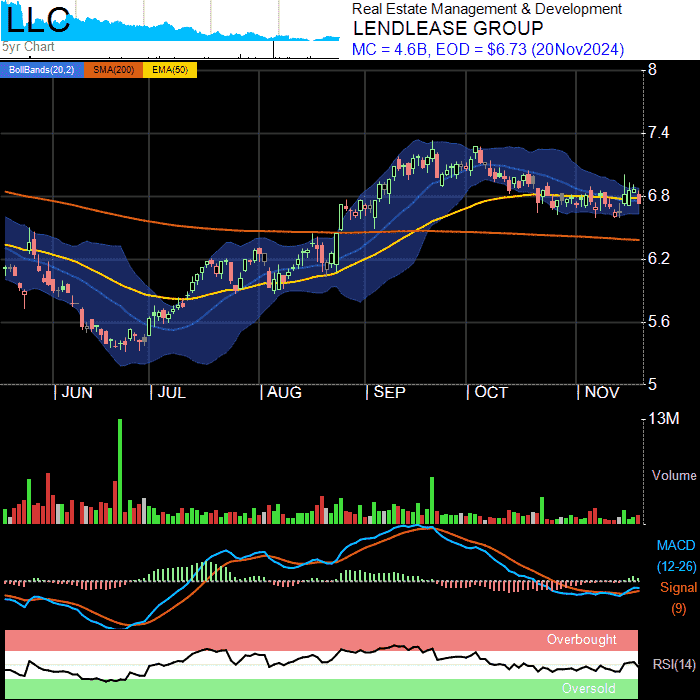 LLC
5yr Chart
Real Estate Management & Development
LENDLEASE GROUP
MC = 4.6B, EOD = $6.73 (20Nov2024)
BollBands(20,2) SMA(200) EMA(50)
8
7.4
6.8
6.2
5.6
5
| JUN | JUL | AUG | SEP | OCT | NOV
13M
Volume
MACD
(12-26)
Signal
(9)
Overbought
RSI(14)
Oversold